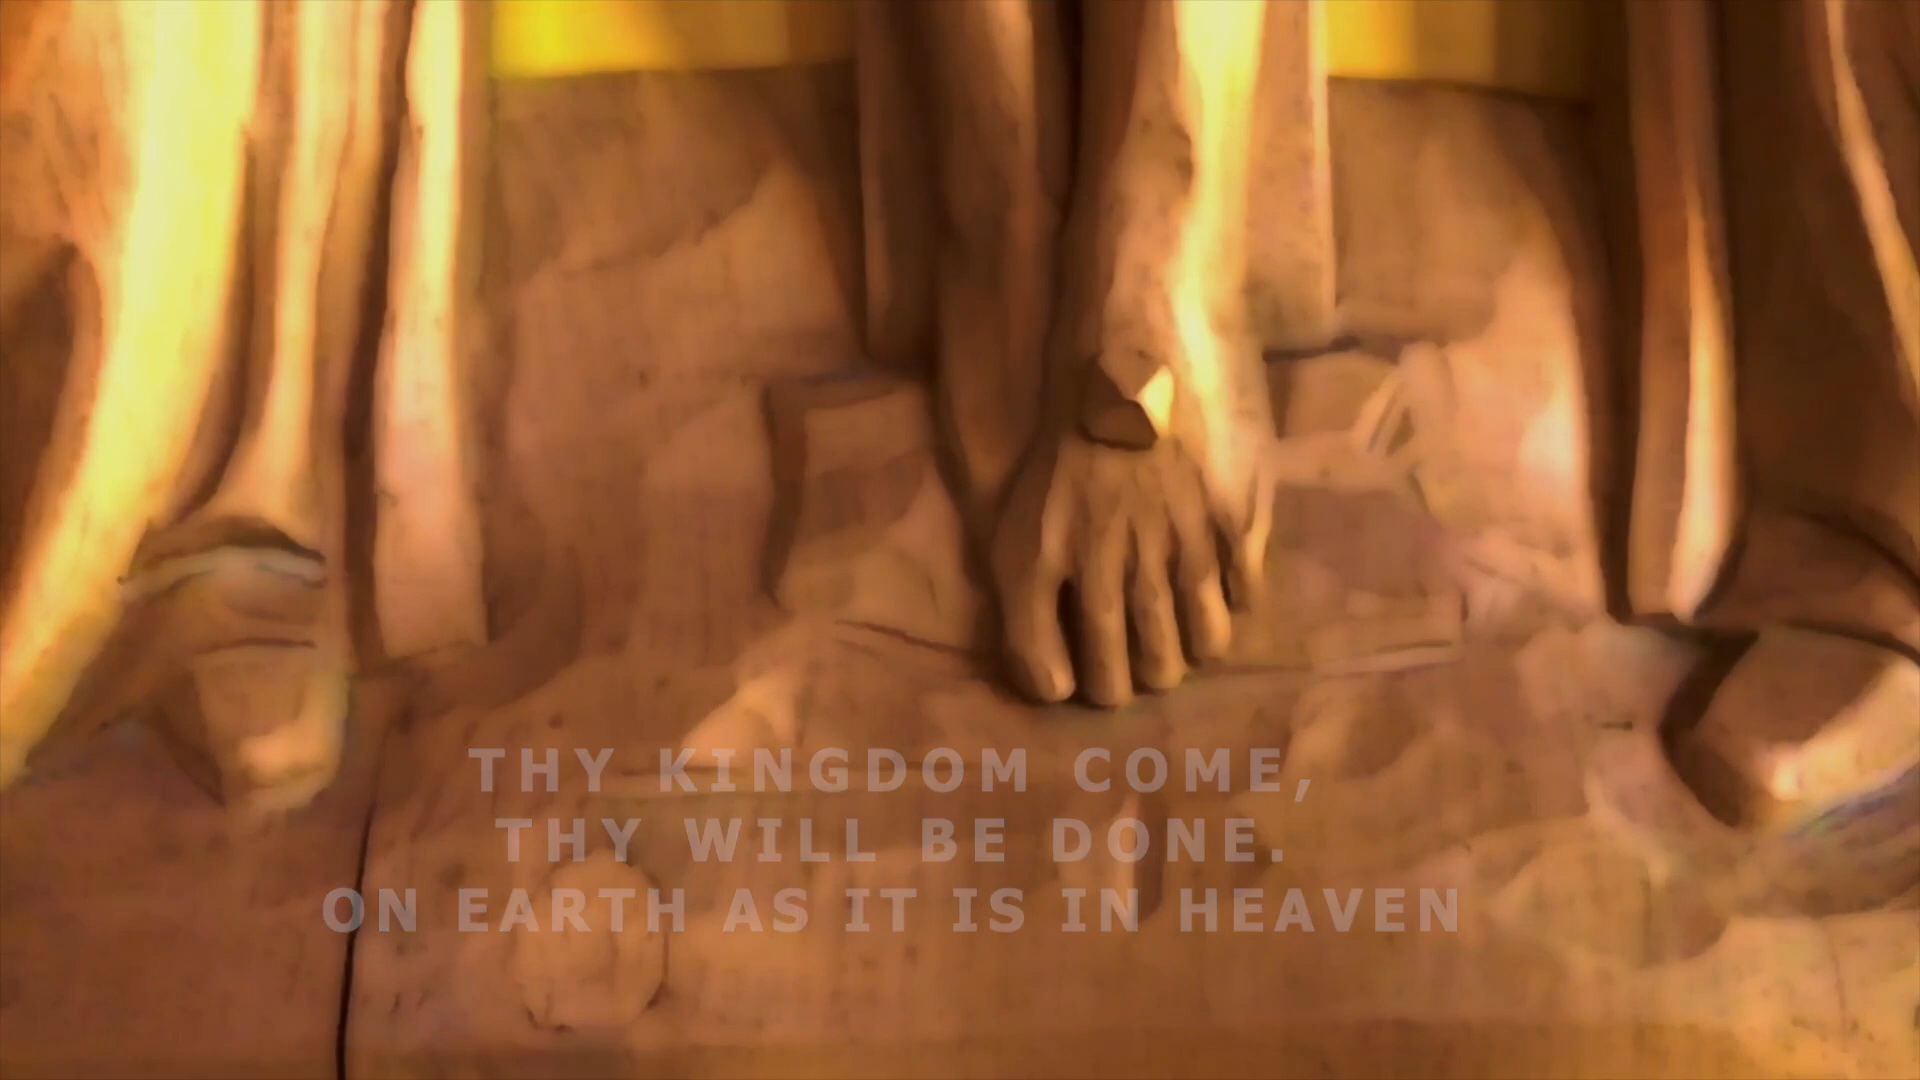 THY KINGDOM COME,
THY WILL BE DONE.
ON EARTH AS IT IS IN HEAVEN